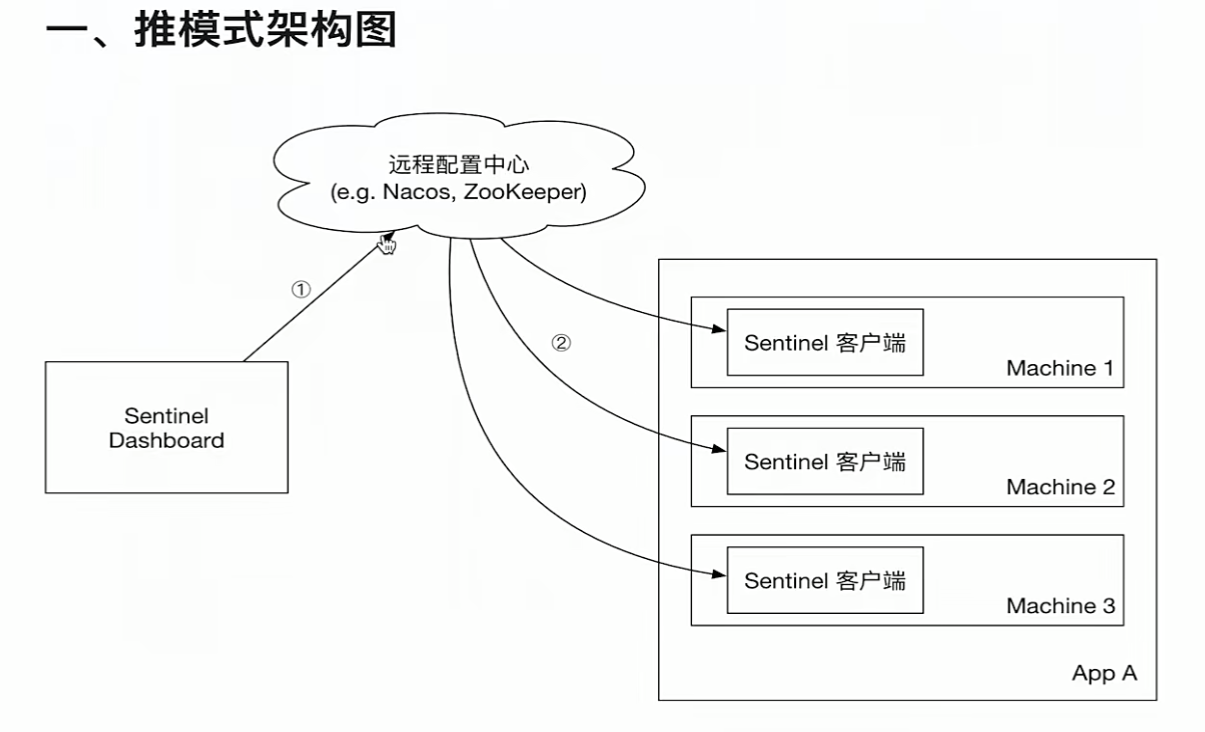 一、推模式架构图
远程配置中心
(e.g. Nacos, ZooKeeper)
①
②
Sentinel 客户端
Machine 1
Sentinel
Dashboard
Sentinel 客户端
Machine 2
Sentinel 客户端
Machine 3
App A